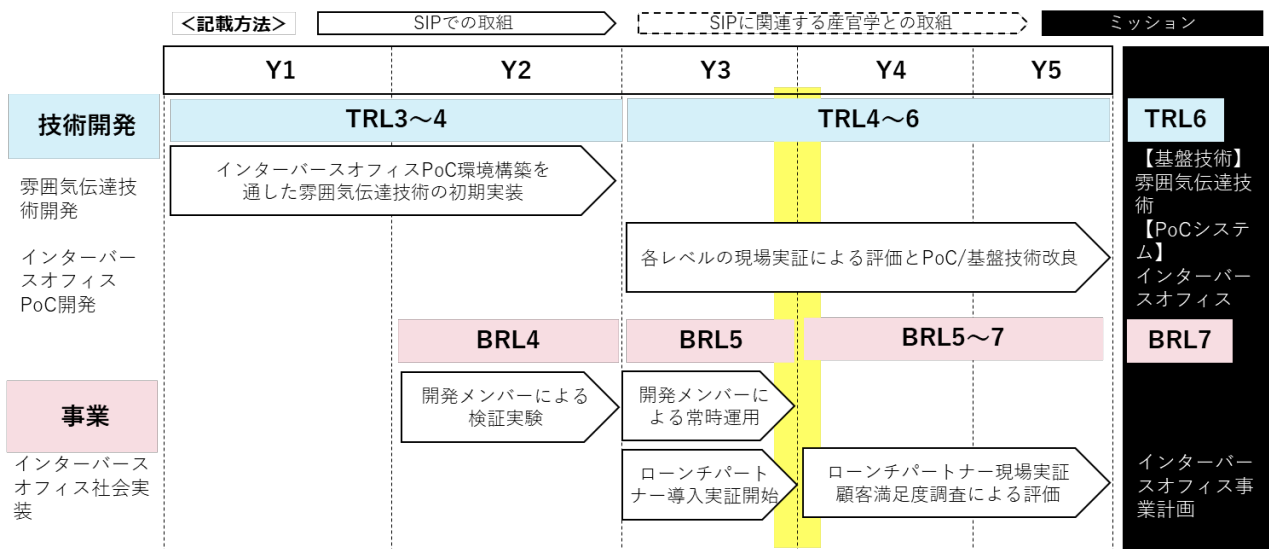 ＜記載方法＞
SIPでの取組
SIPに関連する産官学との取組
ミッション
Y1
Y2
Y3
Y4
Y5
技術開発
TRL3～4
TRL4～6
TRL6
雰囲気伝達技
術開発
インターバースオフィスPoC環境構築を
通した雰囲気伝達技術の初期実装
インターバー
スオフィス
PoC開発
各レベルの現場実証による評価とPoC/基盤技術改良
【基盤技術】
雰囲気伝達技
術
【PoCシステ
ム】
インターバー
スオフィス
BRL4
BRL5
BRL5～7
BRL7
事業
開発メンバーによる
検証実験
開発メンバーに
よる常時運用
インターバース
オフィス社会実
装
ローンチパート
ナー導入実証開始
ローンチパートナー現場実証
顧客満足度調査による評価
インターバー
スオフィス事
業計画